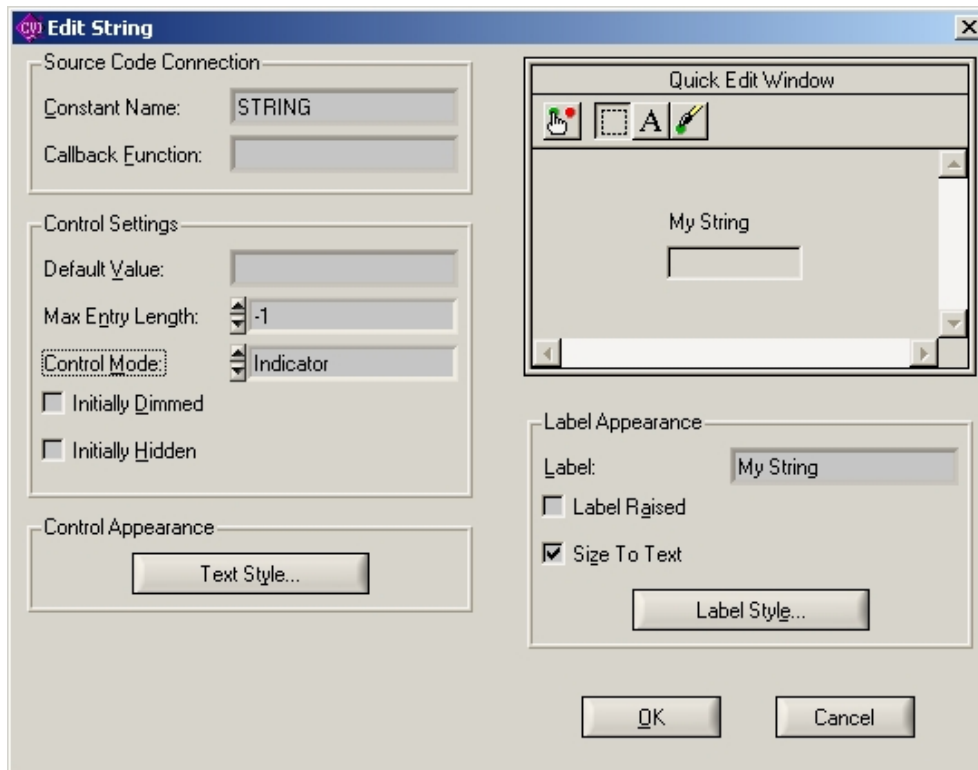 CVI Edit String
Source Code Connection
Constant Name: STRING
Callback Function:
Control Settings
Default Value:
Max Entry Length: -1
Control Mode: Indicator
Initially Dimmed
Initially Hidden
Control Appearance
Text Style...
Quick Edit Window
A
My String
Label Appearance
Label: My String
Label Raised
Size To Text
Label Style...
OK
Cancel